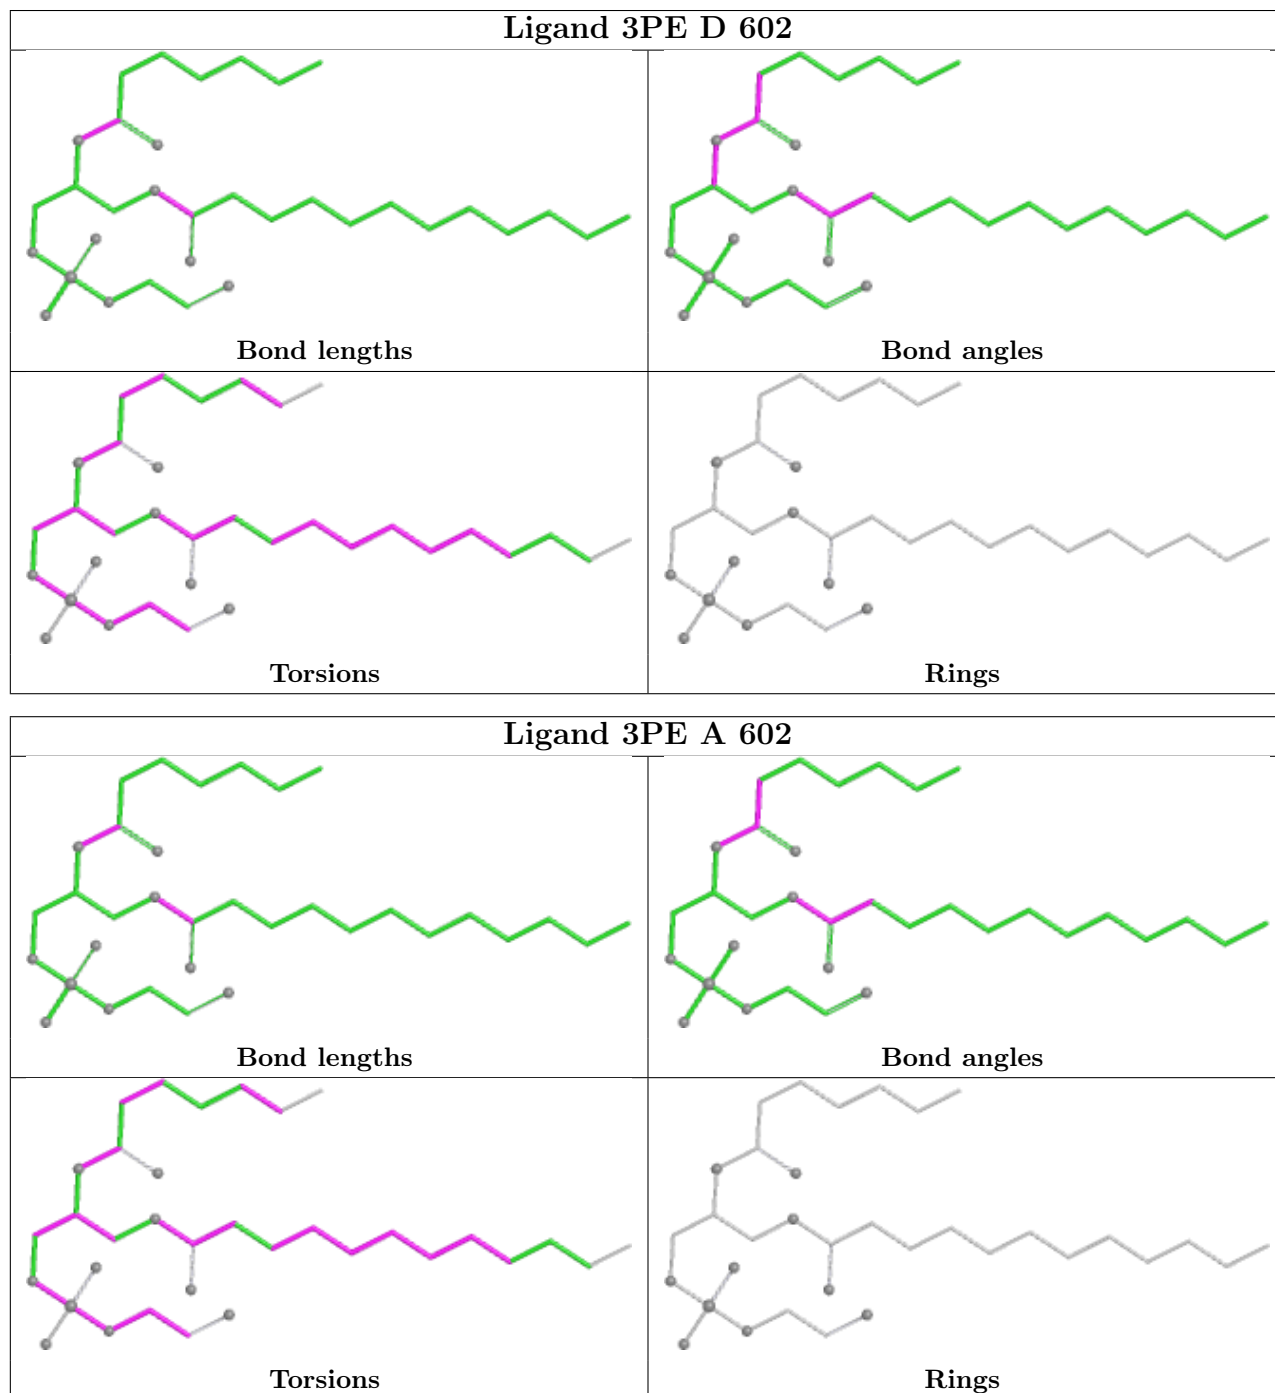 Ligand 3PE D 602
Bond lengths
Bond angles
Torsions
Rings
Ligand 3PE A 602
Bond lengths
Bond angles
Torsions
Rings